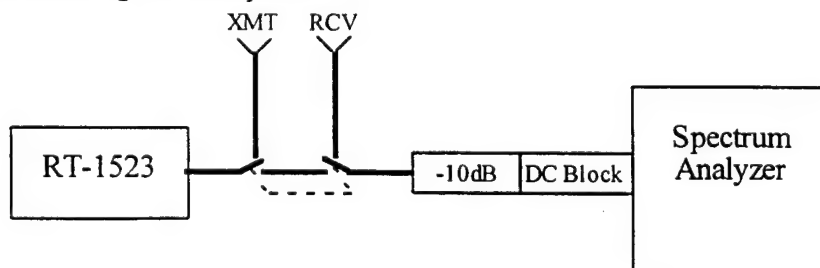 XMT RCV
RT-1523
-10dB DC Block
Spectrum
Analyzer